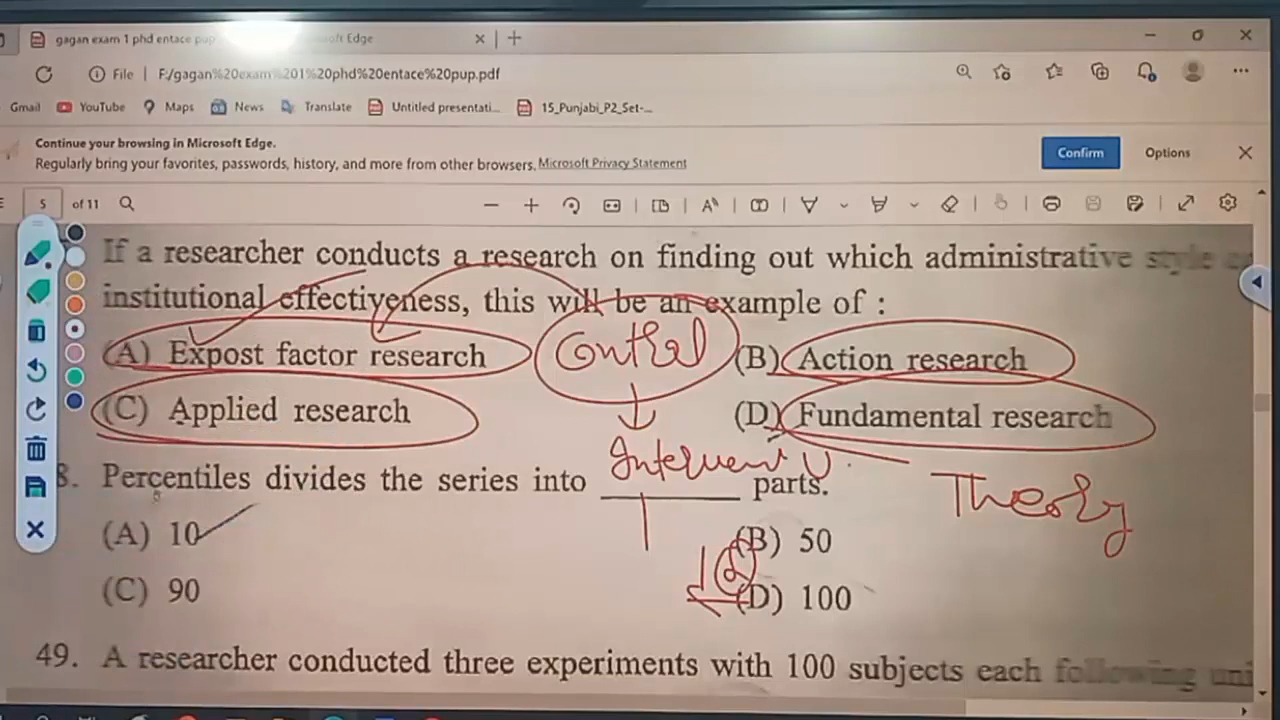 gagan exam 1 phd entace pup
oft Edge
File F:/gagan%20exam%201%20phd%20entace%20pup.pdf
Gmail YouTube Maps News Translate Untitled presentati... 15_Punjabi_P2_Set-...
Continue your browsing in Microsoft Edge.
Regularly bring your favorites, passwords, history, and more from other browsers. Microsoft Privacy Statement
Confirm Options
5 of 11
If a researcher conducts a research on finding out which administrative style
institutional effectiveness, this will be an example of :
(A) Expost factor research
Control
(B) Action research
(C) Applied research
(D) Fundamental research
Theory
8. Percentiles divides the series into ________ parts.
(A) 10
(B) 50
(C) 90
(D) 100
49. A researcher conducted three experiments with 100 subjects each following uni